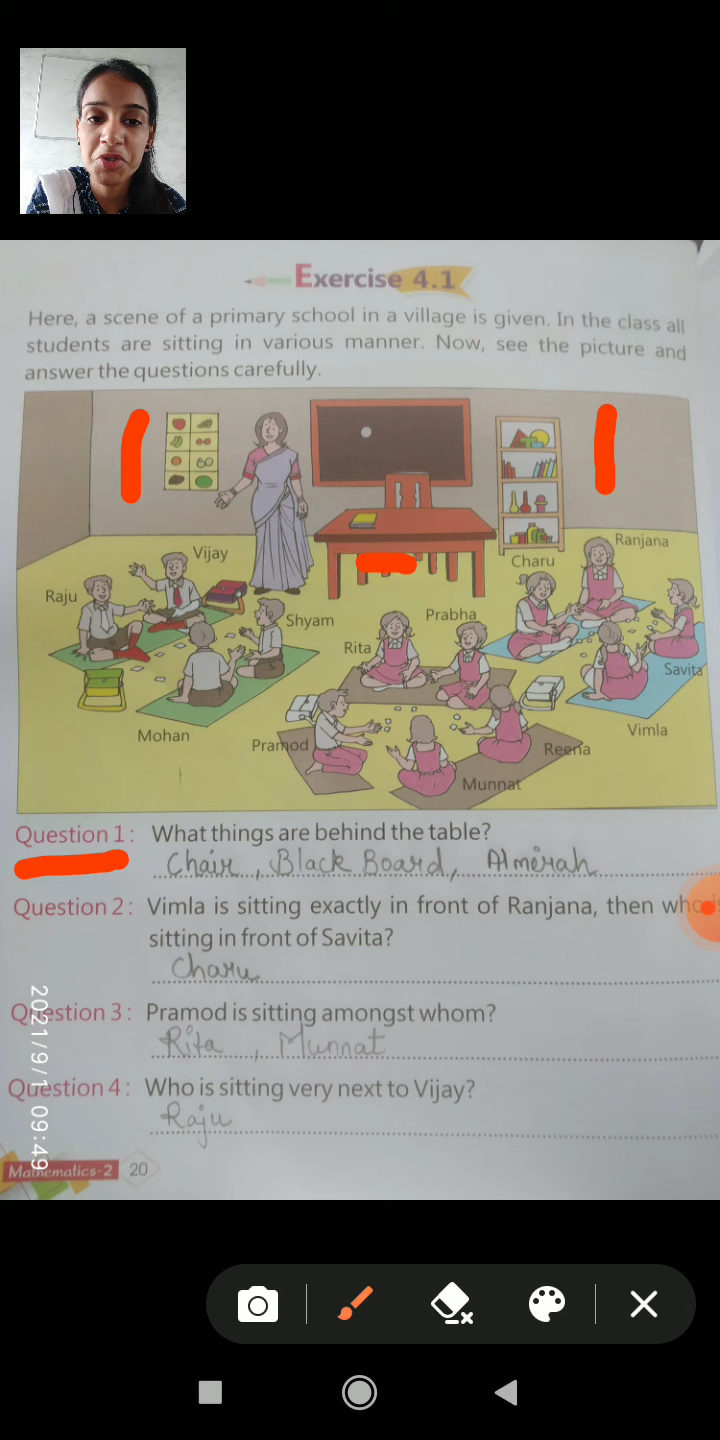 Exercise 4.1
Here, a scene of a primary school in a village is given. In the class all
students are sitting in various manner. Now, see the picture and
answer the questions carefully.
Vijay
Raju
Shyam
Mohan
Rita
Prabha
Charu
Ranjana
Savita
Vimla
Pramod
Reena
Munnat
Question 1: What things are behind the table?
Chair, Black Board, Almerah
Question 2: Vimla is sitting exactly in front of Ranjana, then who is
sitting in front of Savita?
Charu
Question 3: Pramod is sitting amongst whom?
Rita, Munnat
Question 4: Who is sitting very next to Vijay?
Raju
Mathematics-2 20
2021/9/1 09:49